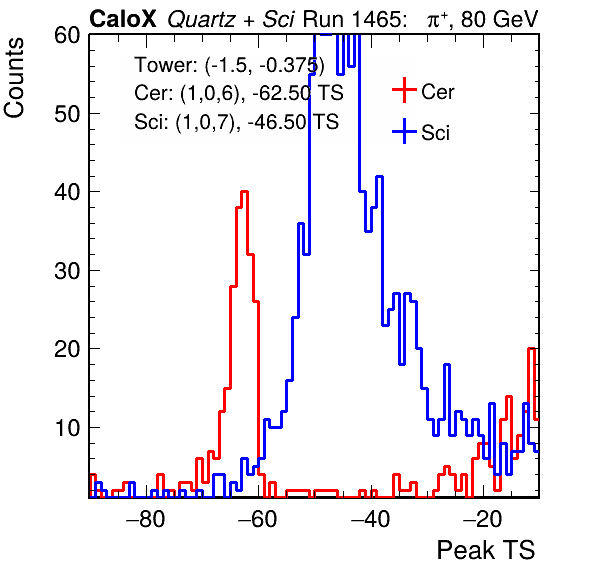 CaloX Quartz + Sci Run 1465: π⁺, 80 GeV
Counts
Tower: (-1.5, -0.375)
Cer: (1,0,6), -62.50 TS
Sci: (1,0,7), -46.50 TS
Cer
Sci
60
50
40
30
20
10
−80 −60 −40 −20
Peak TS